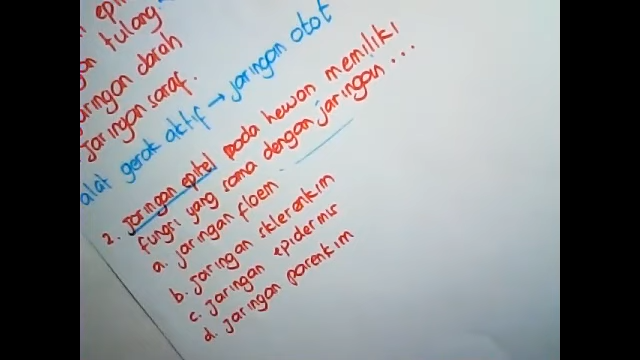 tulang
darah
jaringan saraf.
alat gerak aktif → jaringan otot
2. Jaringan epitel pada hewan memiliki
fungsi yang sama dengan jaringan ...
a. jaringan floem
b. jaringan sklerenkim
c. jaringan epidermis
d. jaringan parenkim